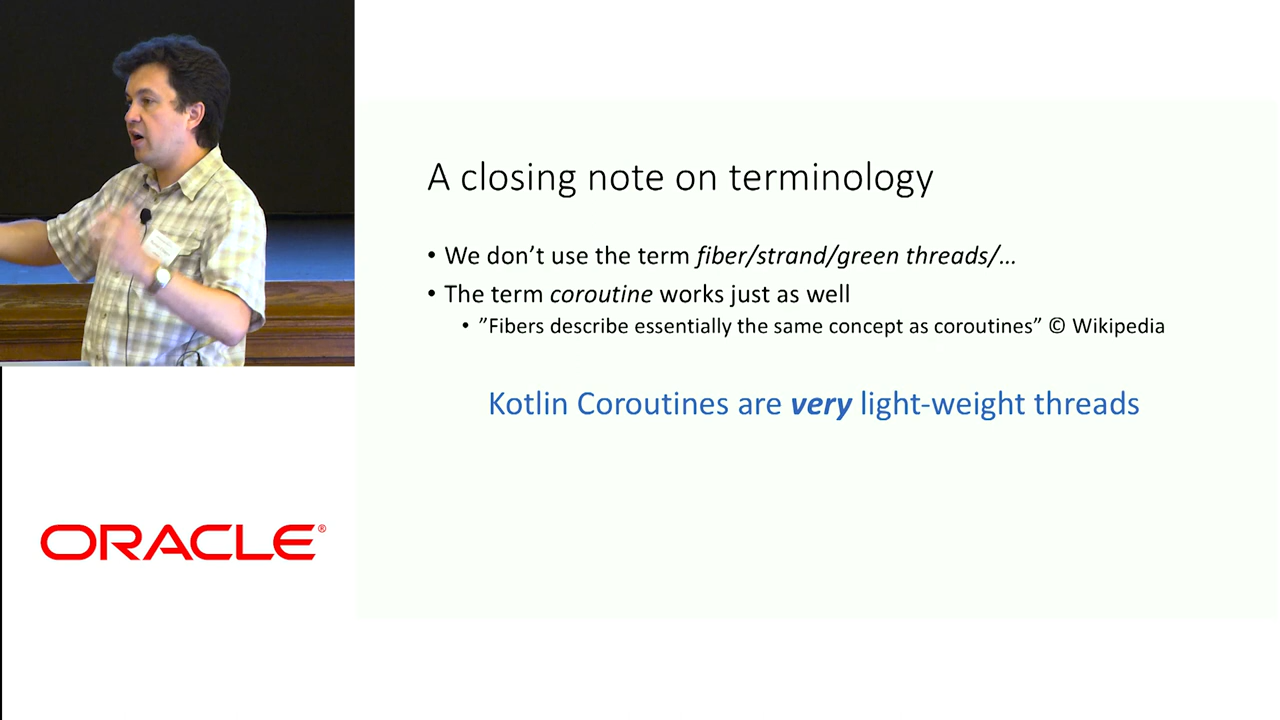 A closing note on terminology
• We don’t use the term fiber/strand/green threads/...
• The term coroutine works just as well
• ”Fibers describe essentially the same concept as coroutines” © Wikipedia
Kotlin Coroutines are very light-weight threads
ORACLE®